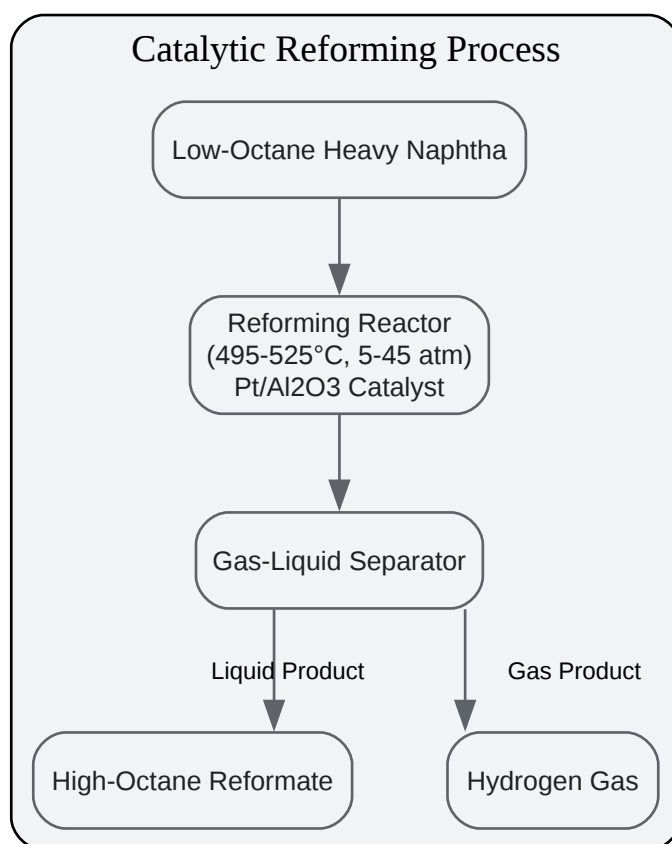 Catalytic Reforming Process
Low-Octane Heavy Naphtha
Reforming Reactor
(495-525°C, 5-45 atm)
Pt/Al2O3 Catalyst
Gas-Liquid Separator
Liquid Product
Gas Product
High-Octane Reformate
Hydrogen Gas